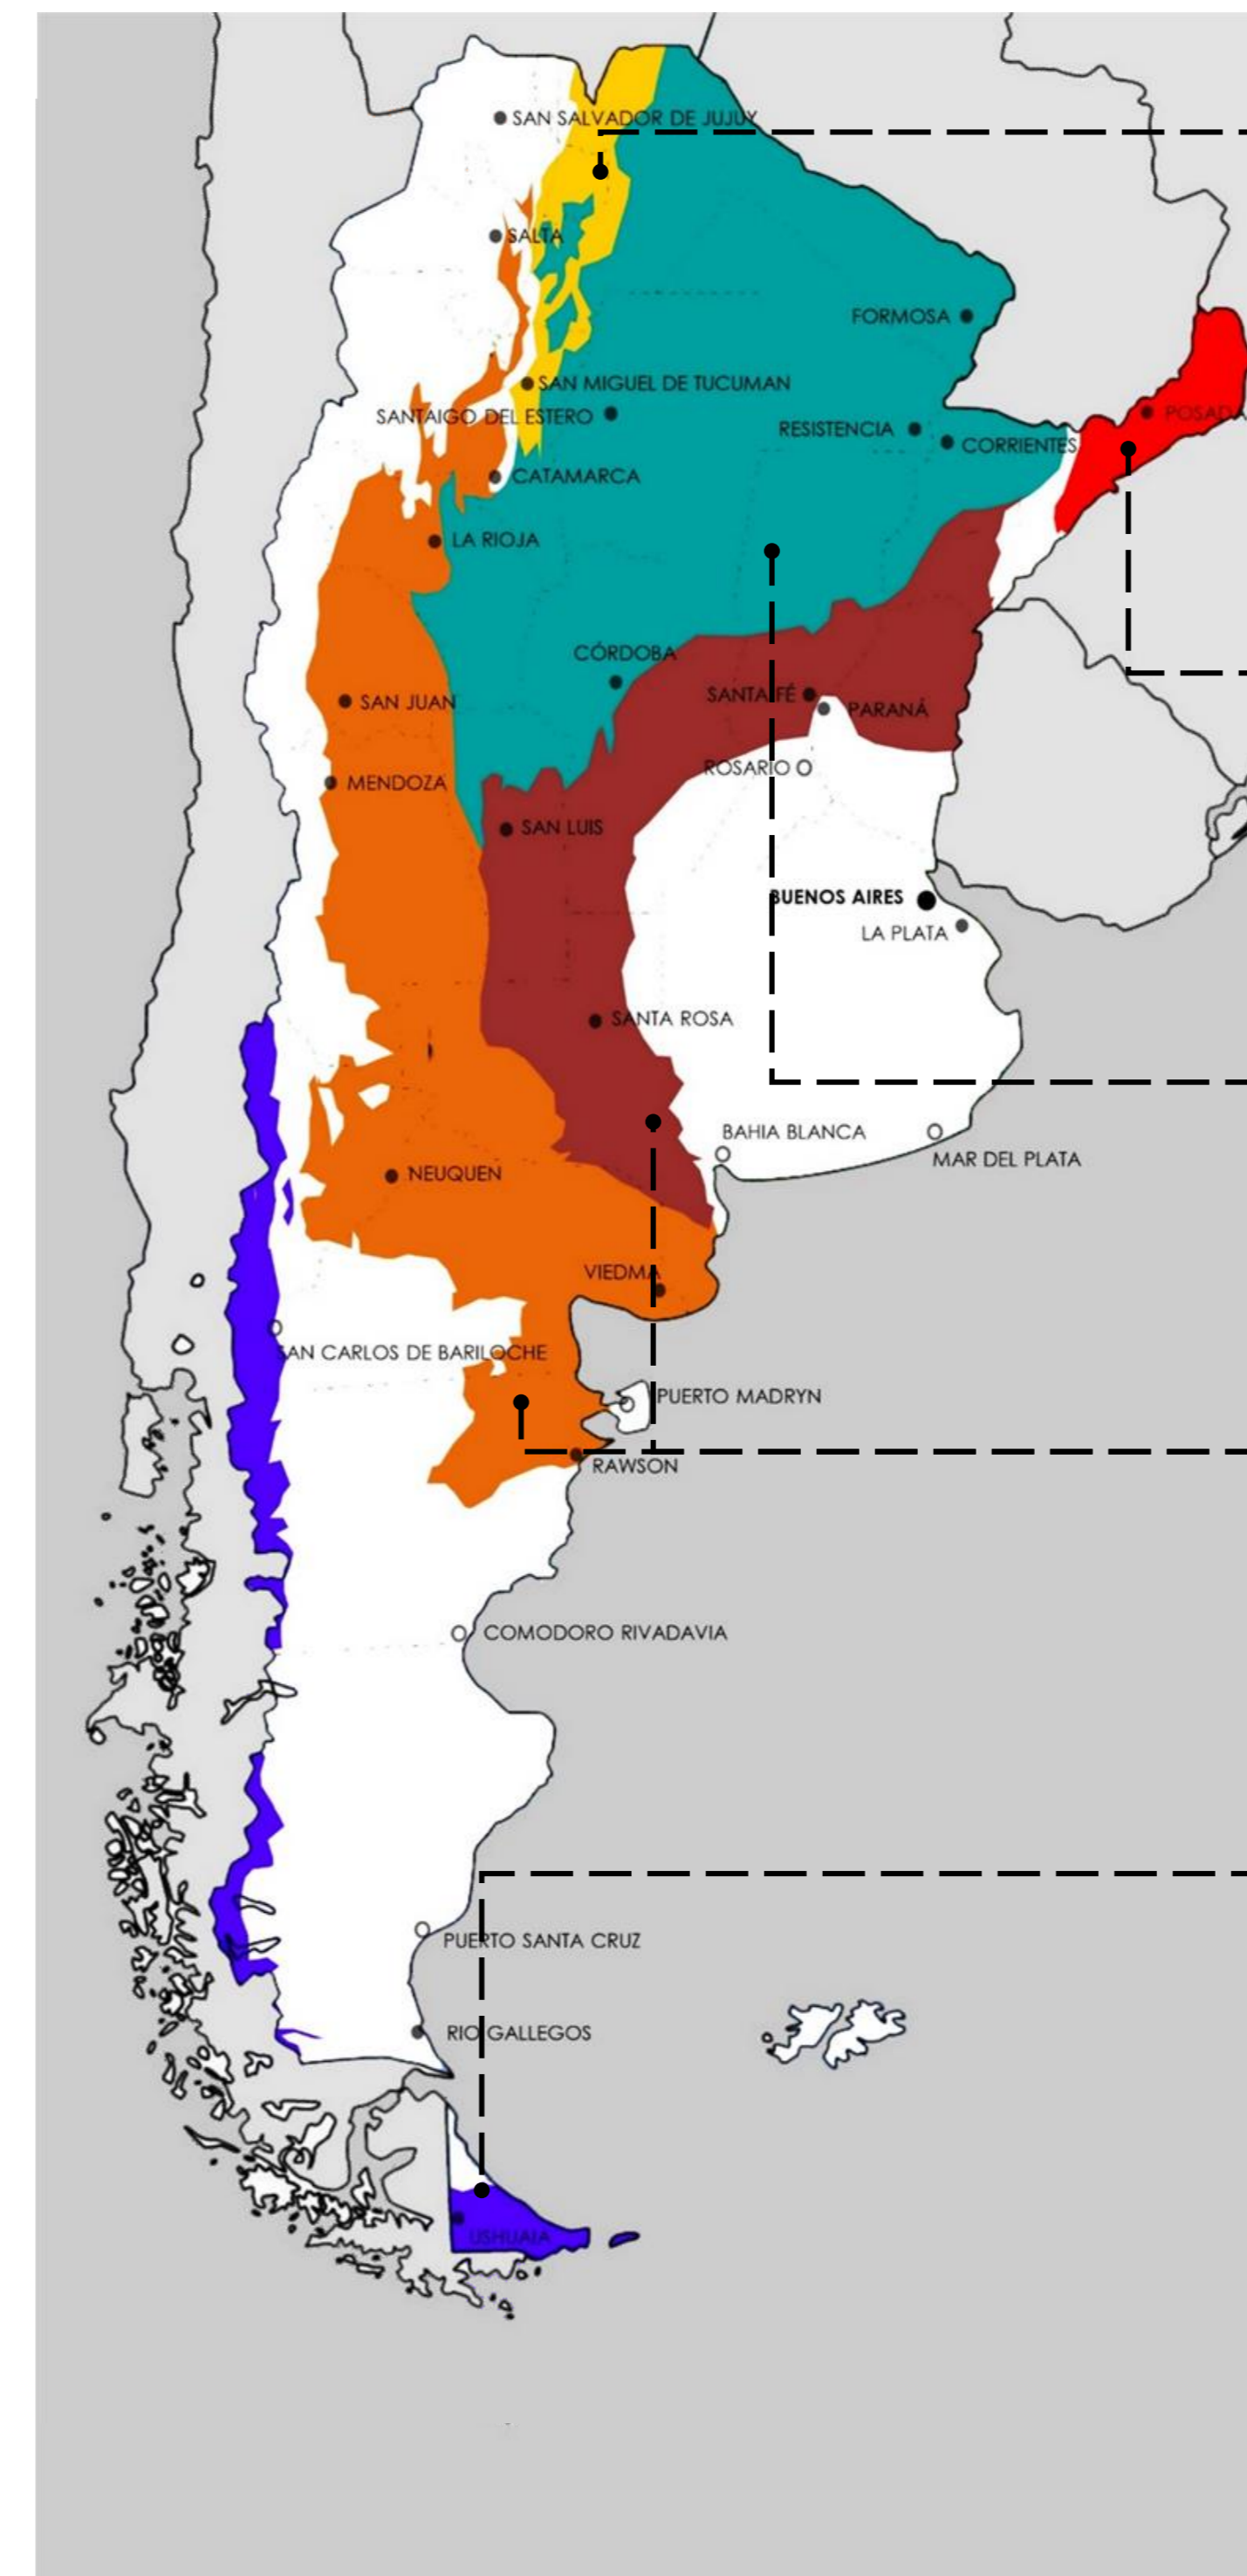 SAN SALVADOR DE JUJUY
SALTA
FORMOSA
SAN MIGUEL DE TUCUMAN
POSADA
SANTAIGO DEL ESTERO
RESISTENCIA
CORRIENTES
CATAMARCA
LA RIOJA
CÓRDOBA
SAN JUAN
SANTA FÉ
PARANÁ
ROSARIO
MENDOZA
SAN LUIS
BUENOS AIRES
LA PLATA
SANTA ROSA
BAHIA BLANCA
MAR DEL PLATA
NEUQUEN
VIEDMA
SAN CARLOS DE BARILOCHE
PUERTO MADRYN
RAWSON
COMODORO RIVADAVIA
PUERTO SANTA CRUZ
RIO GALLEGOS
USHUAIA